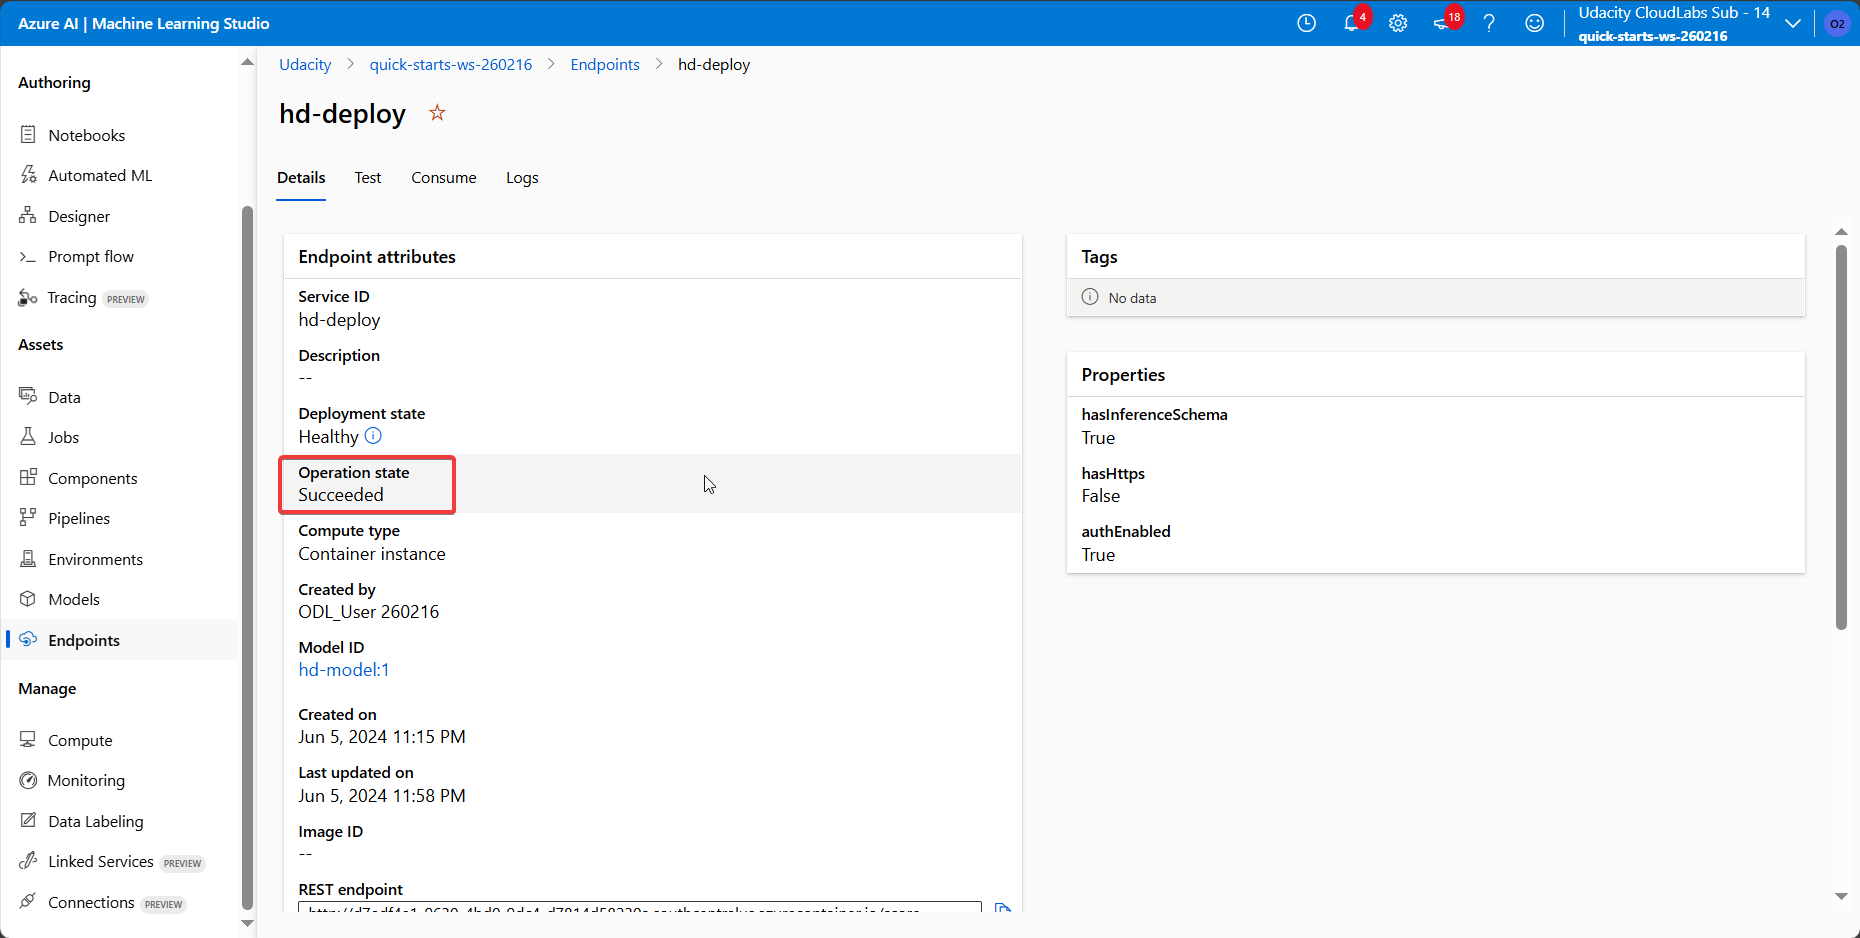 Azure AI | Machine Learning Studio
4
18
Udacity CloudLabs Sub - 14
quick-starts-ws-260216
O2
Authoring
Notebooks
Automated ML
Designer
Prompt flow
Tracing PREVIEW
Assets
Data
Jobs
Components
Pipelines
Environments
Models
Endpoints
Manage
Compute
Monitoring
Data Labeling
Linked Services PREVIEW
Connections PREVIEW
Udacity > quick-starts-ws-260216 > Endpoints > hd-deploy
hd-deploy
Details Test Consume Logs
Endpoint attributes
Service ID
hd-deploy
Description
--
Deployment state
Healthy
Operation state
Succeeded
Compute type
Container instance
Created by
ODL_User 260216
Model ID
hd-model:1
Created on
Jun 5, 2024 11:15 PM
Last updated on
Jun 5, 2024 11:58 PM
Image ID
--
REST endpoint
Tags
No data
Properties
hasInferenceSchema
True
hasHttps
False
authEnabled
True